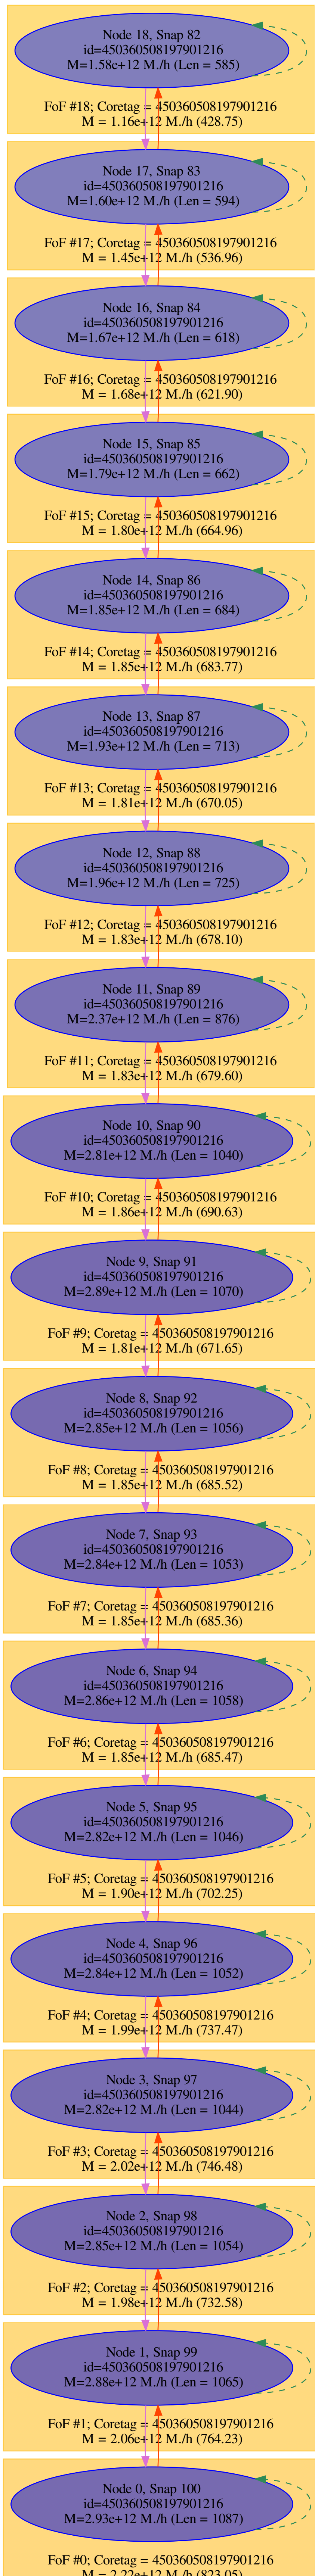 Node 18, Snap 82
id=450360508197901216
M=1.58e+12 M./h (Len = 585)
FoF #18; Coretag = 450360508197901216
M = 1.16e+12 M./h (428.75)
Node 17, Snap 83
id=450360508197901216
M=1.60e+12 M./h (Len = 594)
FoF #17; Coretag = 450360508197901216
M = 1.45e+12 M./h (536.96)
Node 16, Snap 84
id=450360508197901216
M=1.67e+12 M./h (Len = 618)
FoF #16; Coretag = 450360508197901216
M = 1.68e+12 M./h (621.90)
Node 15, Snap 85
id=450360508197901216
M=1.79e+12 M./h (Len = 662)
FoF #15; Coretag = 450360508197901216
M = 1.80e+12 M./h (664.96)
Node 14, Snap 86
id=450360508197901216
M=1.85e+12 M./h (Len = 684)
FoF #14; Coretag = 450360508197901216
M = 1.85e+12 M./h (683.77)
Node 13, Snap 87
id=450360508197901216
M=1.93e+12 M./h (Len = 713)
FoF #13; Coretag = 450360508197901216
M = 1.81e+12 M./h (670.05)
Node 12, Snap 88
id=450360508197901216
M=1.96e+12 M./h (Len = 725)
FoF #12; Coretag = 450360508197901216
M = 1.83e+12 M./h (678.10)
Node 11, Snap 89
id=450360508197901216
M=2.37e+12 M./h (Len = 876)
FoF #11; Coretag = 450360508197901216
M = 1.83e+12 M./h (679.60)
Node 10, Snap 90
id=450360508197901216
M=2.81e+12 M./h (Len = 1040)
FoF #10; Coretag = 450360508197901216
M = 1.86e+12 M./h (690.63)
Node 9, Snap 91
id=450360508197901216
M=2.89e+12 M./h (Len = 1070)
FoF #9; Coretag = 450360508197901216
M = 1.81e+12 M./h (671.65)
Node 8, Snap 92
id=450360508197901216
M=2.85e+12 M./h (Len = 1056)
FoF #8; Coretag = 450360508197901216
M = 1.85e+12 M./h (685.52)
Node 7, Snap 93
id=450360508197901216
M=2.84e+12 M./h (Len = 1053)
FoF #7; Coretag = 450360508197901216
M = 1.85e+12 M./h (685.36)
Node 6, Snap 94
id=450360508197901216
M=2.86e+12 M./h (Len = 1058)
FoF #6; Coretag = 450360508197901216
M = 1.85e+12 M./h (685.47)
Node 5, Snap 95
id=450360508197901216
M=2.82e+12 M./h (Len = 1046)
FoF #5; Coretag = 450360508197901216
M = 1.90e+12 M./h (702.25)
Node 4, Snap 96
id=450360508197901216
M=2.84e+12 M./h (Len = 1052)
FoF #4; Coretag = 450360508197901216
M = 1.99e+12 M./h (737.47)
Node 3, Snap 97
id=450360508197901216
M=2.82e+12 M./h (Len = 1044)
FoF #3; Coretag = 450360508197901216
M = 2.02e+12 M./h (746.48)
Node 2, Snap 98
id=450360508197901216
M=2.85e+12 M./h (Len = 1054)
FoF #2; Coretag = 450360508197901216
M = 1.98e+12 M./h (732.58)
Node 1, Snap 99
id=450360508197901216
M=2.88e+12 M./h (Len = 1065)
FoF #1; Coretag = 450360508197901216
M = 2.06e+12 M./h (764.23)
Node 0, Snap 100
id=450360508197901216
M=2.93e+12 M./h (Len = 1087)
FoF #0; Coretag = 450360508197901216
M = 2.22e+12 M./h (823.05)